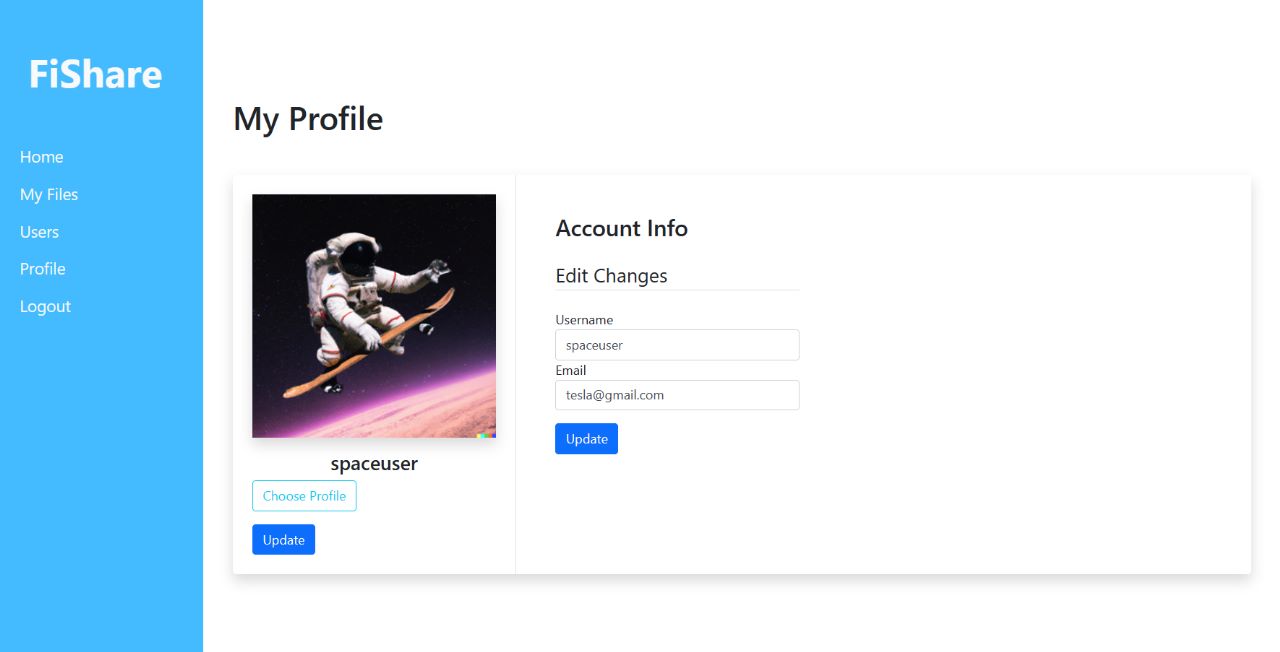 FiShare
Home
My Files
Users
Profile
Logout
My Profile
spaceuser
Choose Profile
Update
Account Info
Edit Changes
Username
spaceuser
Email
tesla@gmail.com
Update